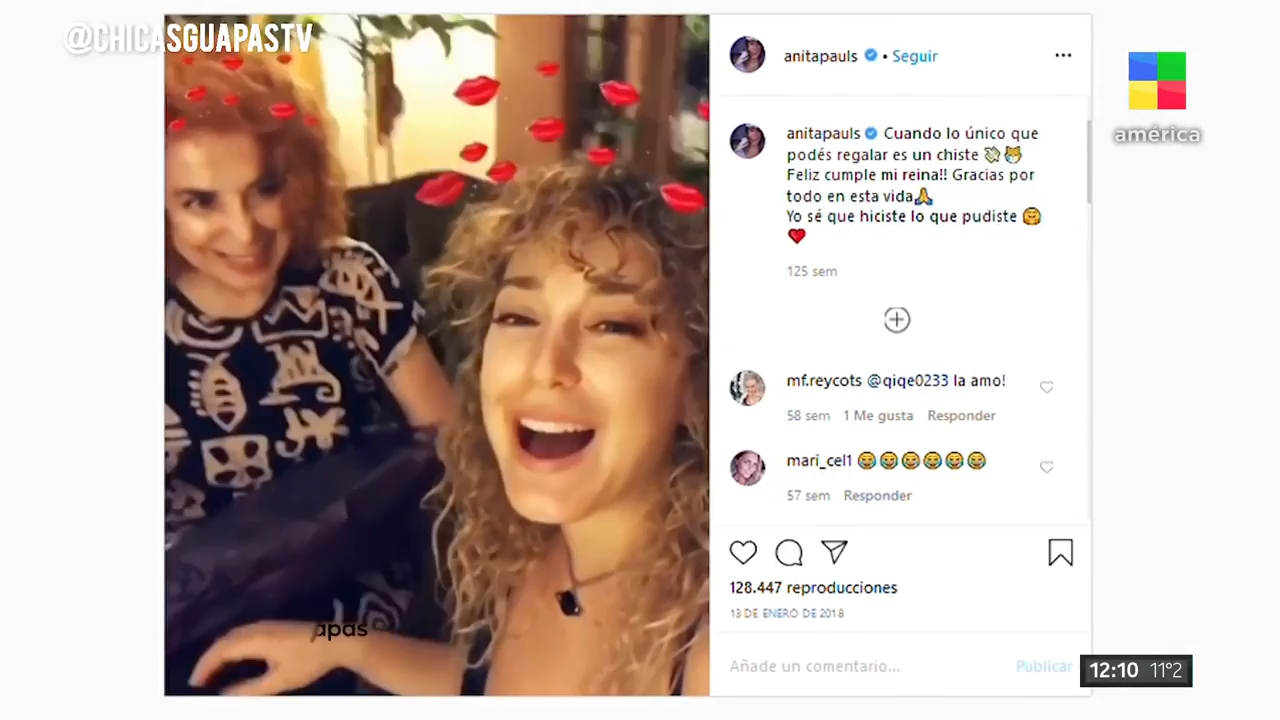 @CHICASGUAPASTV
anitapauls • Seguir
américa
anitapauls Cuando lo único que
podés regalar es un chiste 💸🐹
Feliz cumple mi reina!! Gracias por
todo en esta vida🙏
Yo sé que hiciste lo que pudiste 🤗
❤️
125 sem
mf.reycots @qiqe0233 la amo!
58 sem 1 Me gusta Responder
mari_cel1 😂😂😂😂😂😂
57 sem Responder
128.447 reproducciones
13 DE ENERO DE 2018
apas
Añade un comentario... Publicar
12:10 11°2